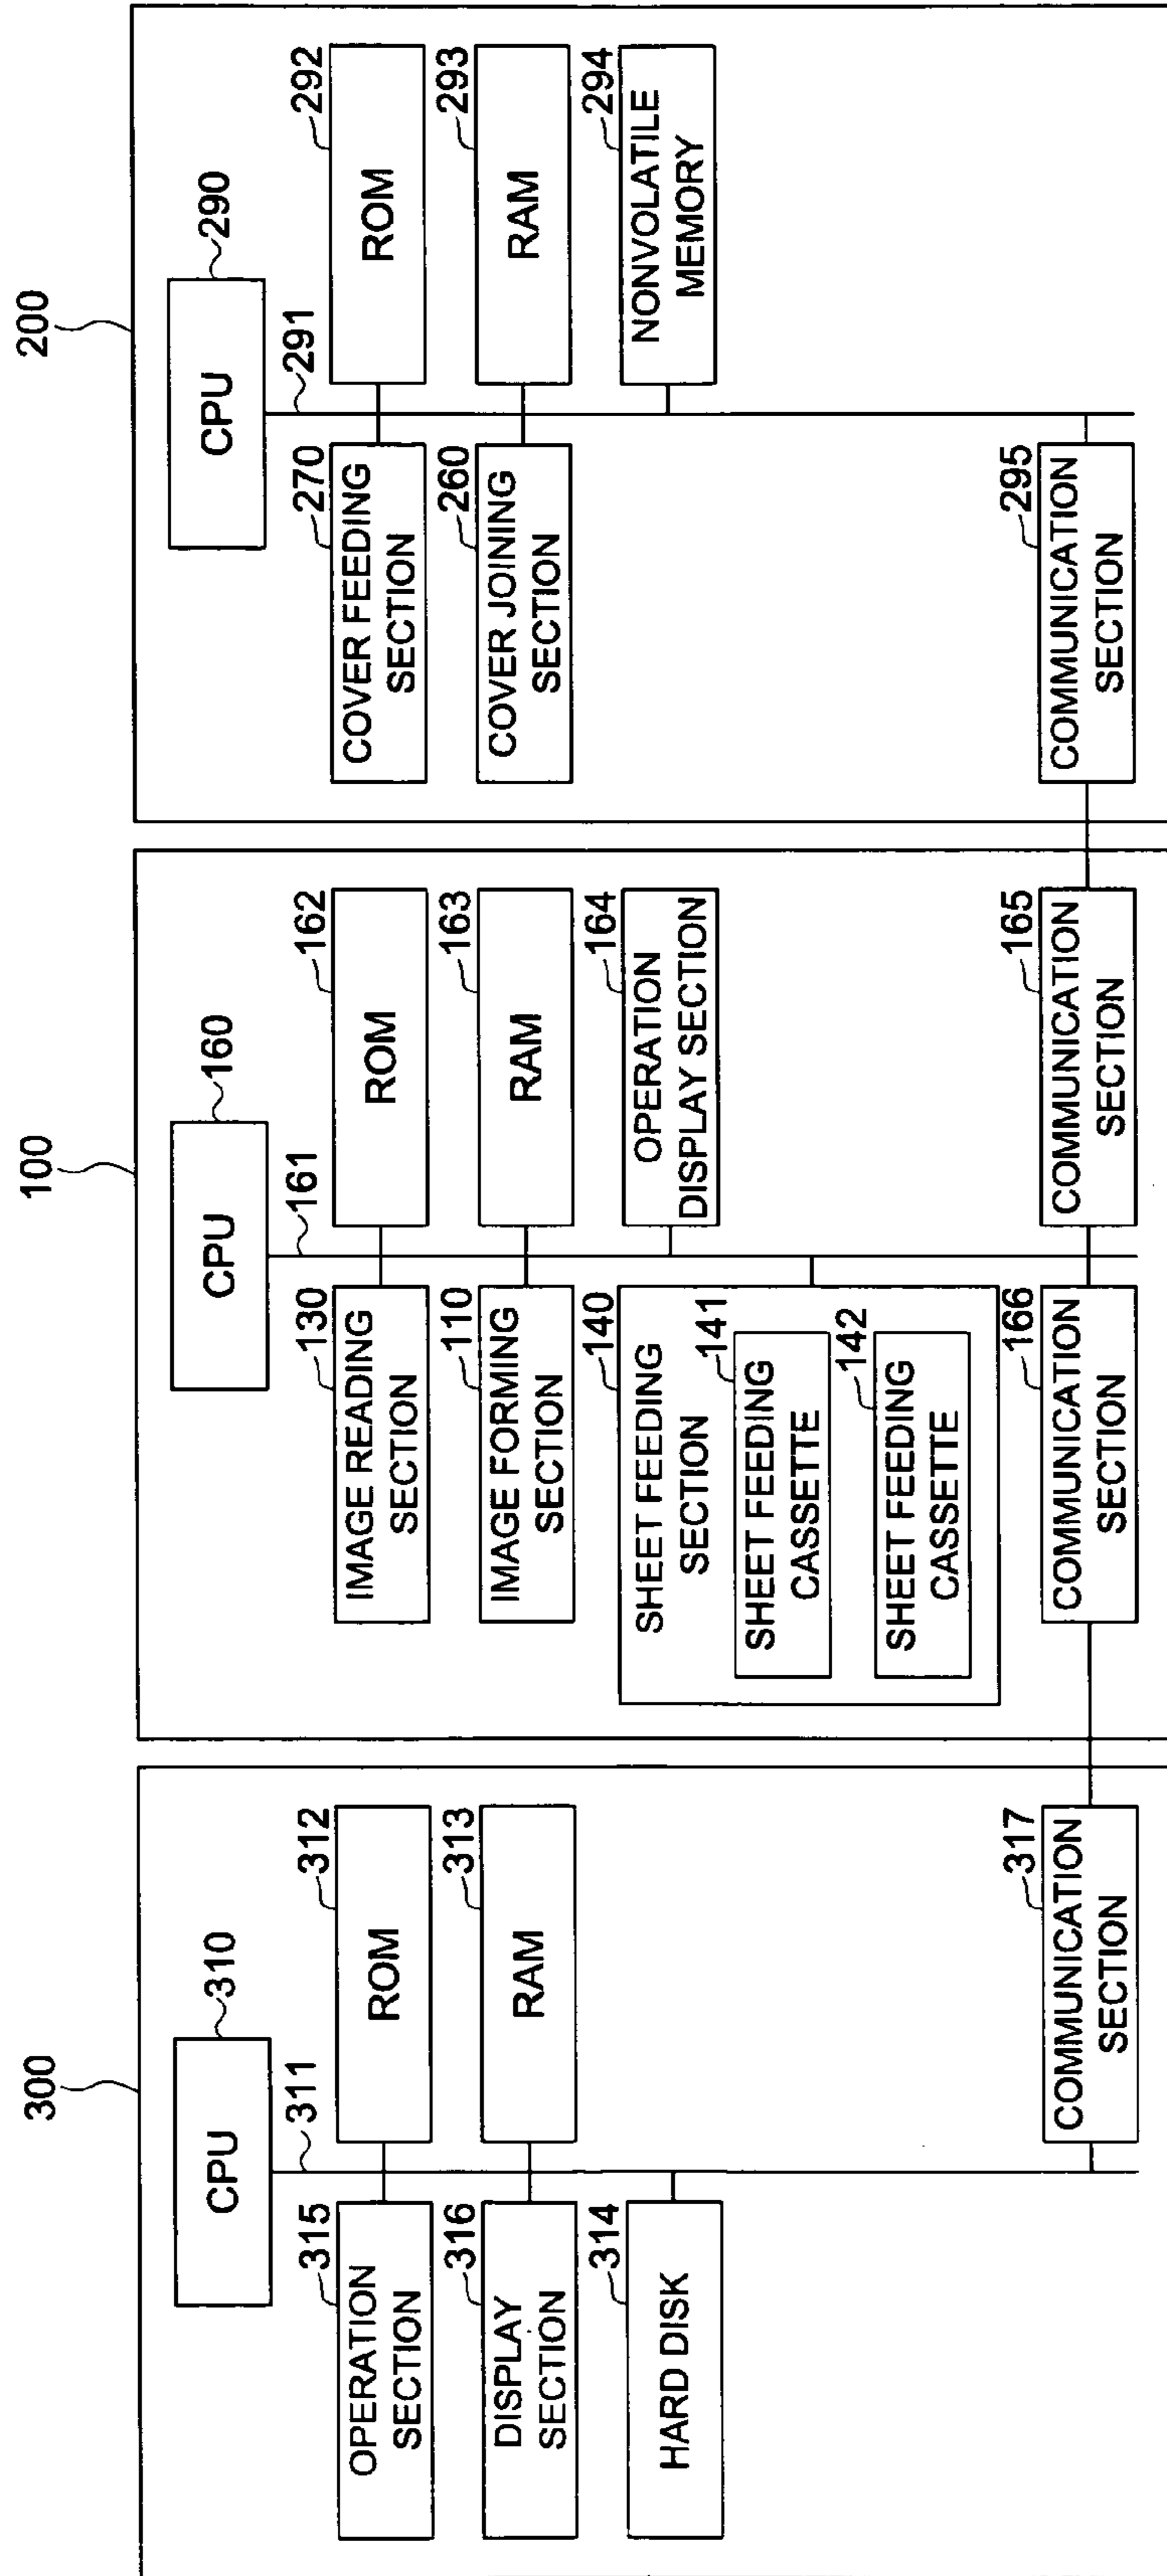 300
CPU
310
311
315
OPERATION
SECTION
312
ROM
316
DISPLAY
SECTION
313
RAM
314
HARD DISK
317
COMMUNICATION
SECTION
100
CPU
160
161
130
IMAGE READING
SECTION
162
ROM
110
IMAGE FORMING
SECTION
163
RAM
140
SHEET FEEDING
SECTION
141
SHEET FEEDING
CASSETTE
142
SHEET FEEDING
CASSETTE
164
OPERATION
DISPLAY SECTION
166
COMMUNICATION
SECTION
165
COMMUNICATION
SECTION
200
CPU
290
291
270
COVER FEEDING
SECTION
292
ROM
260
COVER JOINING
SECTION
293
RAM
294
NONVOLATILE
MEMORY
295
COMMUNICATION
SECTION